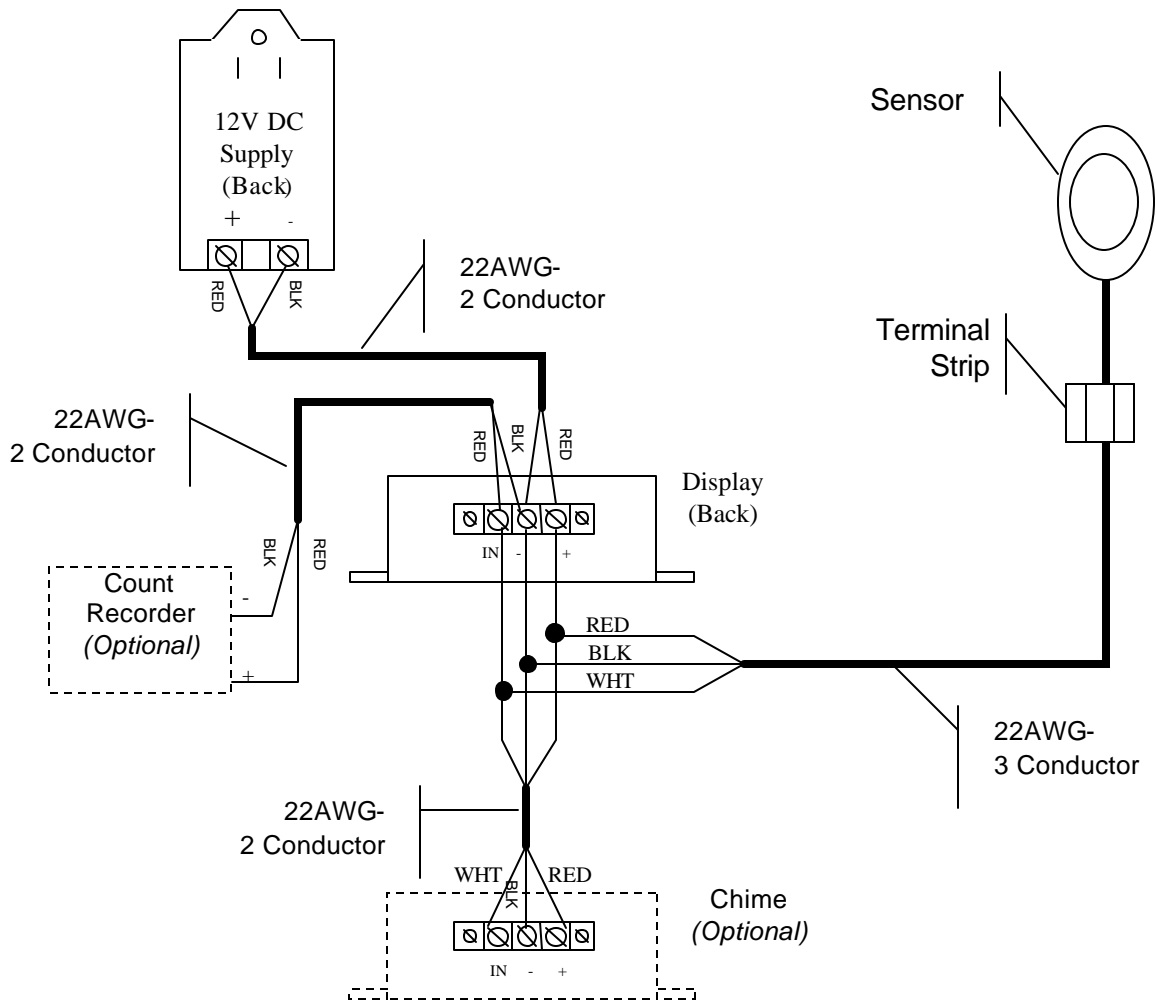 12V DC
Supply
(Back)
+ -
RED
BLK
22AWG-
2 Conductor
Sensor
Terminal
Strip
22AWG-
2 Conductor
RED
BLK
RED
Display
(Back)
IN - +
BLK
RED
Count
Recorder
(Optional)
-
+
RED
BLK
WHT
22AWG-
3 Conductor
22AWG-
2 Conductor
WHT
BLK
RED
Chime
(Optional)
IN - +